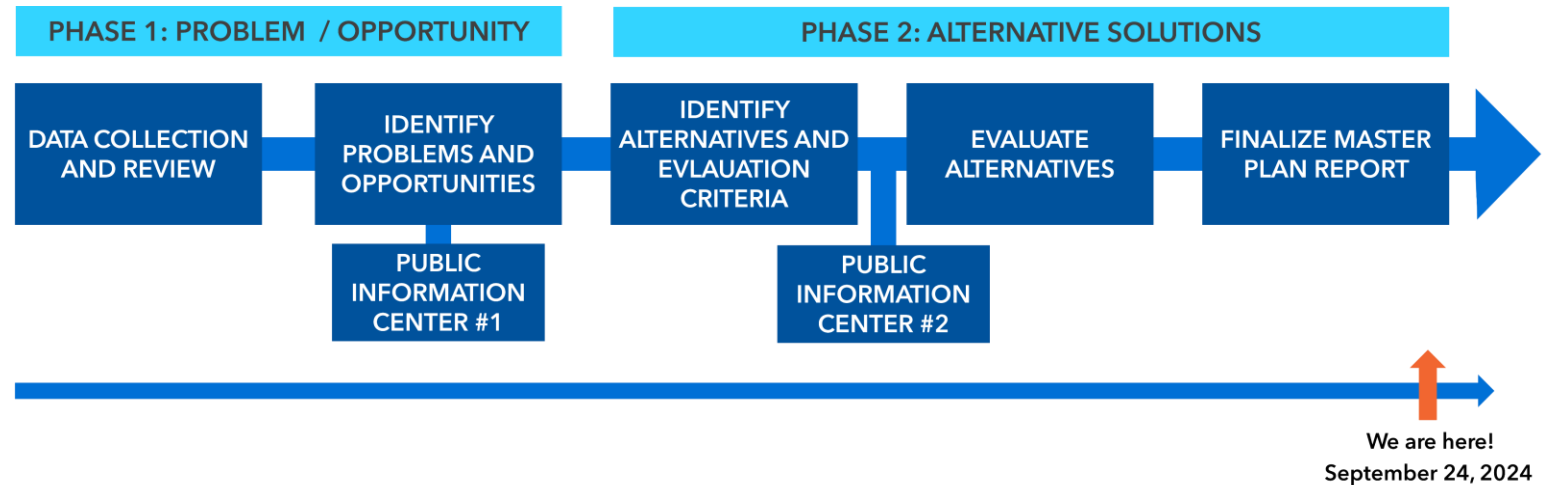 PHASE 1: PROBLEM / OPPORTUNITY
PHASE 2: ALTERNATIVE SOLUTIONS
DATA COLLECTION
AND REVIEW
IDENTIFY
PROBLEMS AND
OPPORTUNITIES
IDENTIFY
ALTERNATIVES AND
EVLAUATION
CRITERIA
EVALUATE
ALTERNATIVES
FINALIZE MASTER
PLAN REPORT
PUBLIC
INFORMATION
CENTER #1
PUBLIC
INFORMATION
CENTER #2
We are here!
September 24, 2024